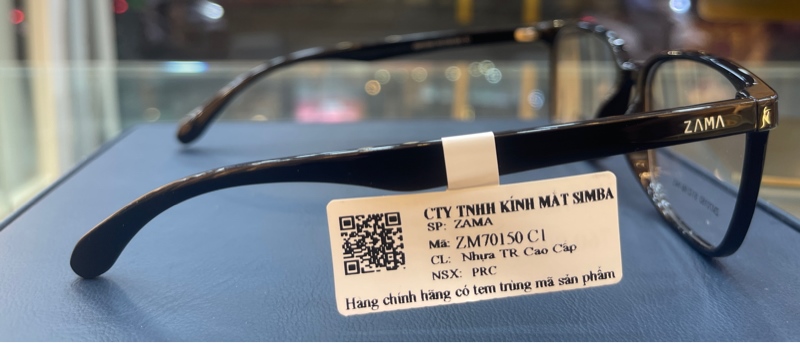 ZAMA
CTY TNHH KÍNH MẮT SIMBA
SP: ZAMA
Mã: ZM70150 C1
CL: Nhựa TR Cao Cấp
NSX: PRC
Hàng chính hãng có tem trùng mã sản phẩm